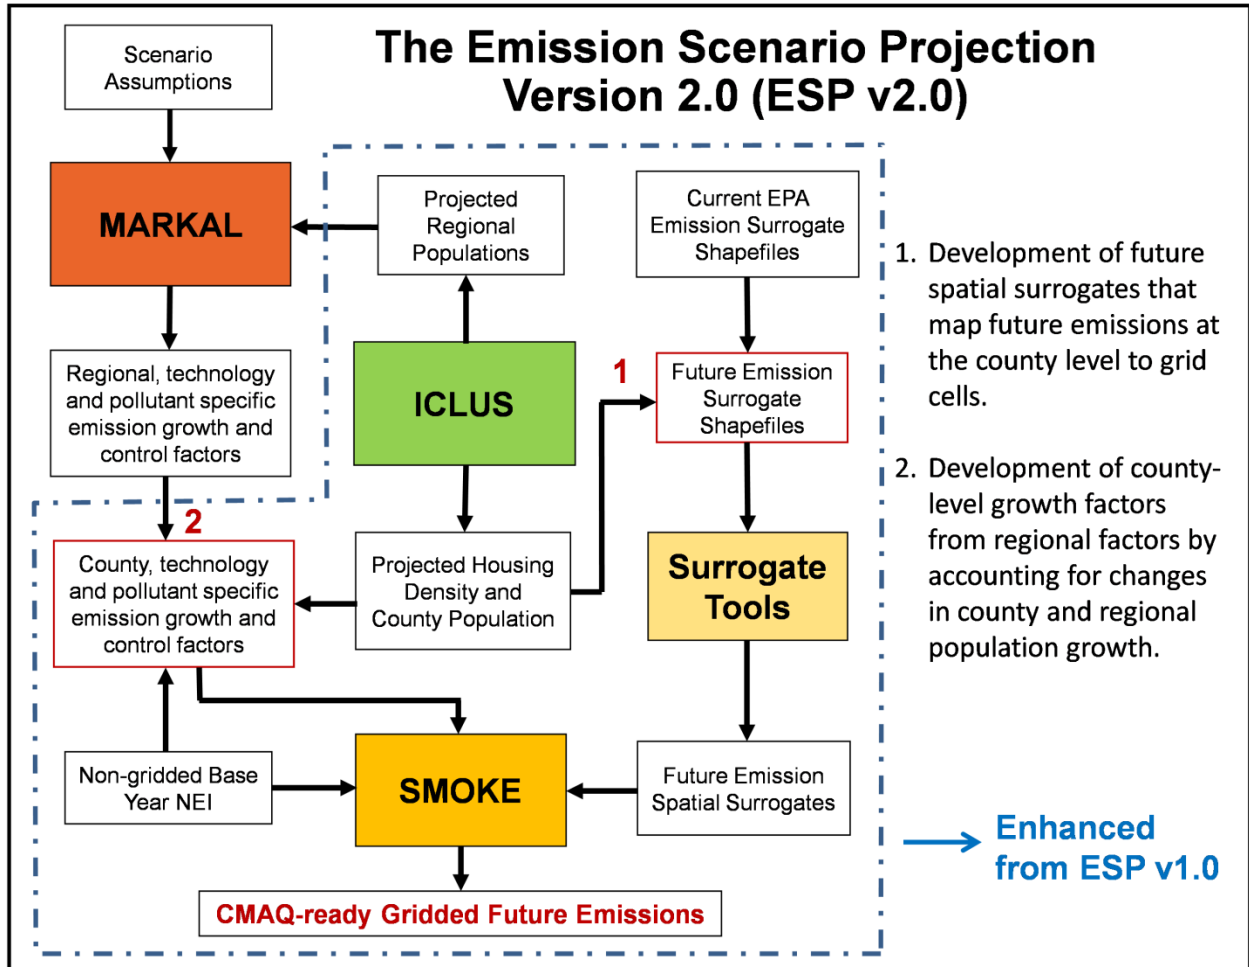 The Emission Scenario Projection
Version 2.0 (ESP v2.0)
Scenario
Assumptions
MARKAL
Projected
Regional
Populations
Current EPA
Emission Surrogate
Shapefiles
Regional, technology
and pollutant specific
emission growth and
control factors
ICLUS
1
Future Emission
Surrogate
Shapefiles
2
County, technology
and pollutant specific
emission growth and
control factors
Projected Housing
Density and
County Population
Surrogate
Tools
Non-gridded Base
Year NEI
SMOKE
Future Emission
Spatial Surrogates
CMAQ-ready Gridded Future Emissions
1. Development of future
spatial surrogates that
map future emissions at
the county level to grid
cells.
2. Development of county-
level growth factors
from regional factors by
accounting for changes
in county and regional
population growth.
Enhanced
from ESP v1.0